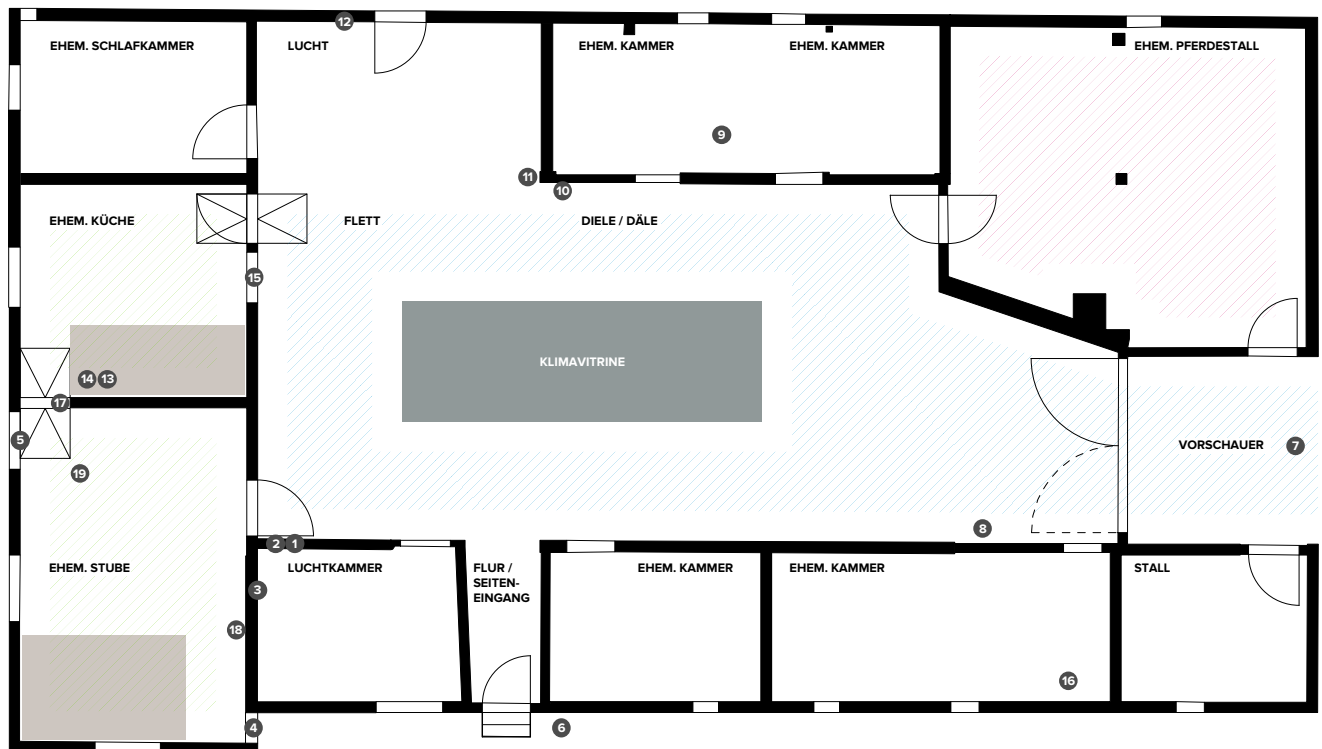 12
EHEM. SCHLAFKAMMER
LUCHT
EHEM. KAMMER
EHEM. KAMMER
EHEM. PFERDESTALL
9
11
10
EHEM. KÜCHE
FLETT
DIELE / DÄLE
15
KLIMAVITRINE
14
13
17
5
VORSCHAUER
7
19
8
2
1
EHEM. STUBE
LUCHTKAMMER
FLUR /
SEITEN-
EINGANG
EHEM. KAMMER
EHEM. KAMMER
STALL
3
18
16
4
6